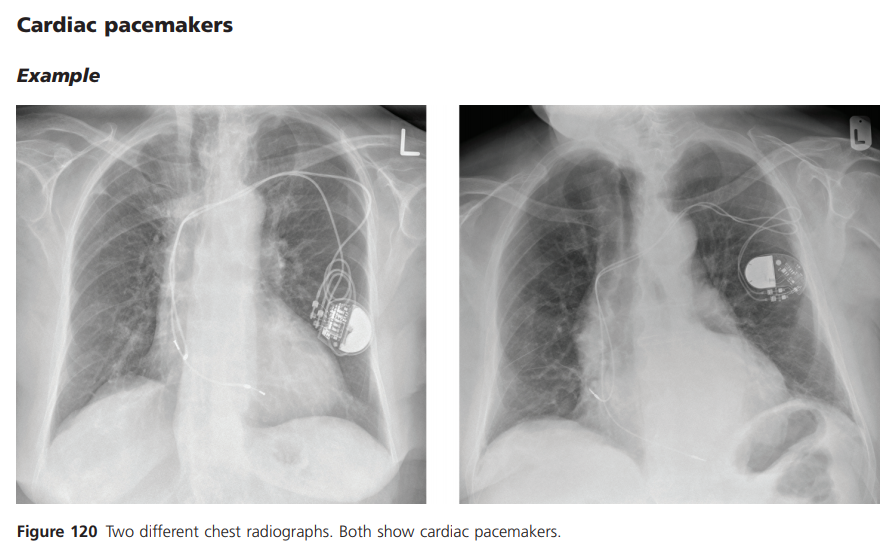 Cardiac pacemakers
Example
L
L
Figure 120 Two different chest radiographs. Both show cardiac pacemakers.